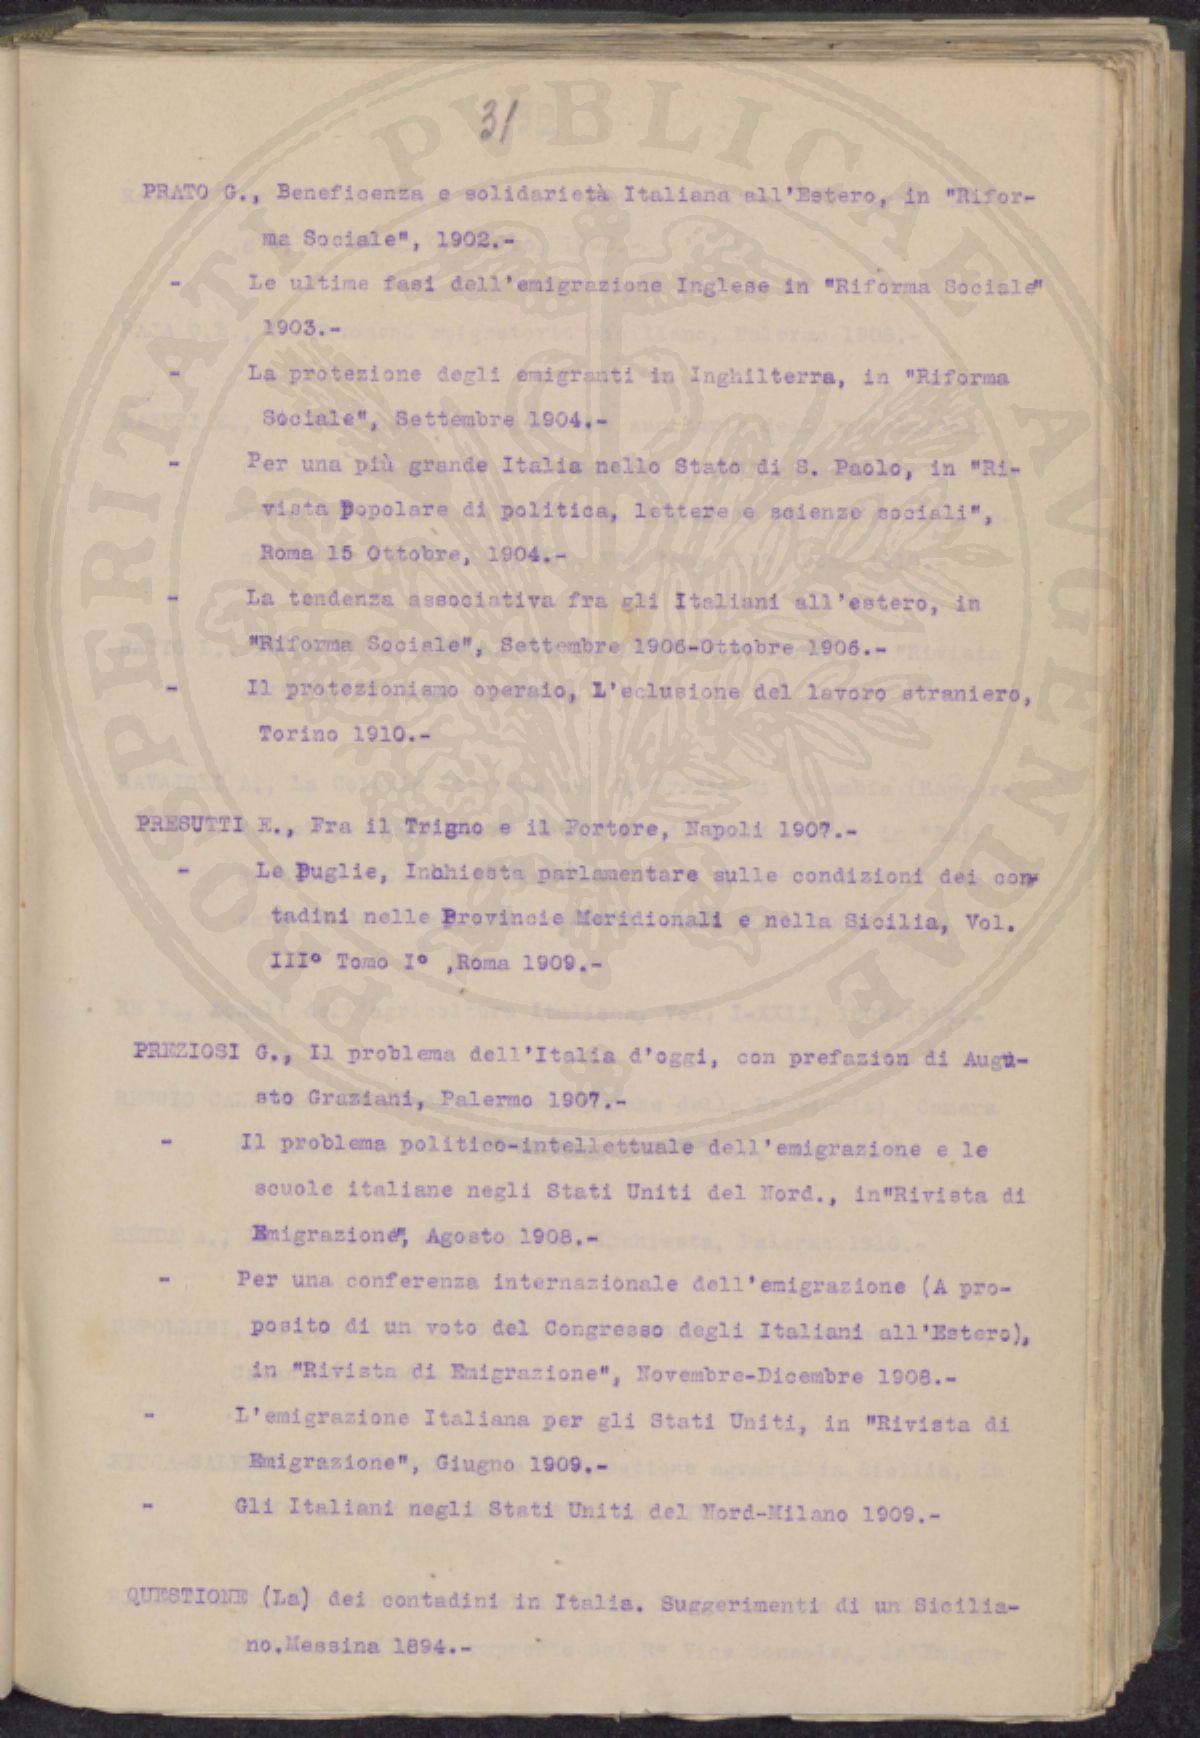 31
PRATO G., Beneficenza e solidarietà Italiana all'Estero, in "Rifor-
ma Sociale", 1902.-
- Le ultime fasi dell'emigrazione Inglese in "Riforma Sociale"
1903.-
- La protezione degli emigranti in Inghilterra, in "Riforma
Sociale", Settembre 1904.-
- Per una più grande Italia nello Stato di S. Paolo, in "Ri-
vista Popolare di politica, lettere e scienze sociali",
Roma 15 Ottobre, 1904.-
- La tendenza associativa fra gli Italiani all'estero, in
"Riforma Sociale", Settembre 1906-Ottobre 1906.-
- Il protezionismo operaio, L'eclusione del lavoro straniero,
Torino 1910.-
PRESUTTI E., Fra il Trigno e il Fortore, Napoli 1907.-
- Le Puglie, Inchiesta parlamentare sulle condizioni dei con-
tadini nelle Provincie Meridionali e nella Sicilia, Vol.
III° Tomo I° ,Roma 1909.-
PREZIOSI G., Il problema dell'Italia d'oggi, con prefazion di Augu-
sto Graziani, Palermo 1907.-
- Il problema politico-intellettuale dell'emigrazione e le
scuole italiane negli Stati Uniti del Nord., in"Rivista di
Emigrazione", Agosto 1908.-
- Per una conferenza internazionale dell'emigrazione (A pro-
posito di un voto del Congresso degli Italiani all'Estero),
in "Rivista di Emigrazione", Novembre-Dicembre 1908.-
- L'emigrazione Italiana per gli Stati Uniti, in "Rivista di
Emigrazione", Giugno 1909.-
- Gli Italiani negli Stati Uniti del Nord-Milano 1909.-
QUESTIONE (La) dei contadini in Italia. Suggerimenti di un Sicilia-
no.Messina 1894.-
PVBLICAE AVGENDAE PROSPERITATI